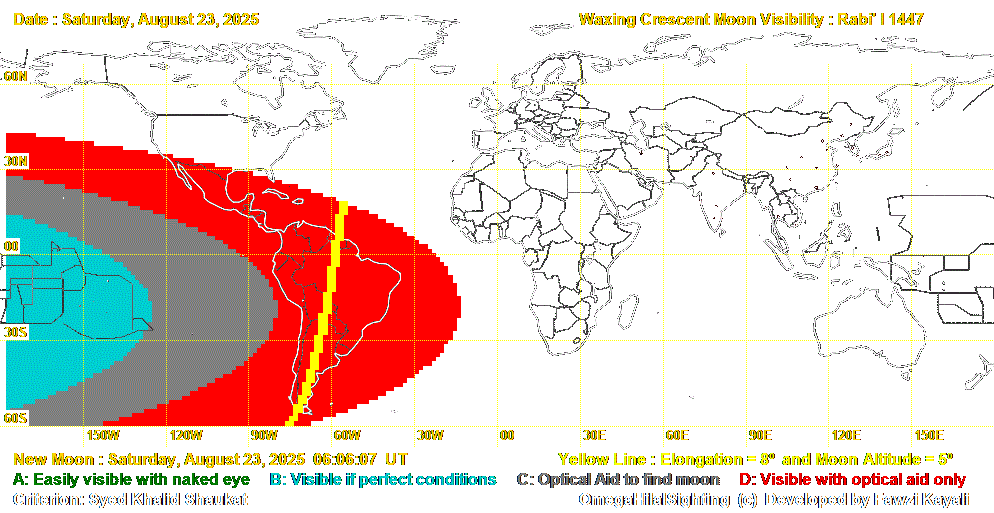 Date : Saturday, August 23, 2025 Waxing Crescent Moon Visibility : Rabi' I 1447
60N
30N
00
30S
60S
150W 120W 90W 60W 30W 00 30E 60E 90E 120E 150E
New Moon : Saturday, August 23, 2025 06:06:07 UT Yellow Line : Elongation = 8° and Moon Altitude = 5°
A: Easily visible with naked eye B: Visible if perfect conditions C: Optical Aid to find moon D: Visible with optical aid only
Criterion: Syed Khalid Shaukat OmegaHilalSighting (c) Developed by Fawzi Kayali